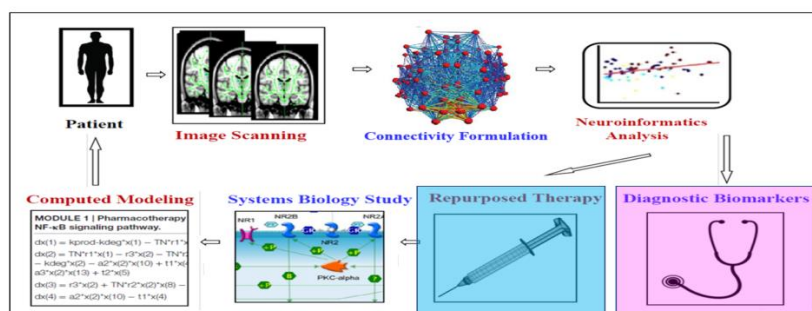 Patient
Image Scanning
Connectivity Formulation
Neuroinformatics
Analysis
Computed Modeling
Systems Biology Study
Repurposed Therapy
Diagnostic Biomarkers
MODULE 1 | Pharmacotherapy
NF-κB signaling pathway.
dx(1) = kprod-kdeg*x(1) - TN*r1*x
dx(2) = TN*r1*x(1) - r3*x(2) - TN*r
- kdeg*x(2) - a2*x(2)*x(10) + t1*x(
a3*x(2)*x(13) + t2*x(5)
dx(3) = r3*x(2) + TN*r2*x(2)*x(8) -
dx(4) = a2*x(2)*x(10) - t1*x(4)
NR1
NR2B
NR2A
NR2
PKC-alpha